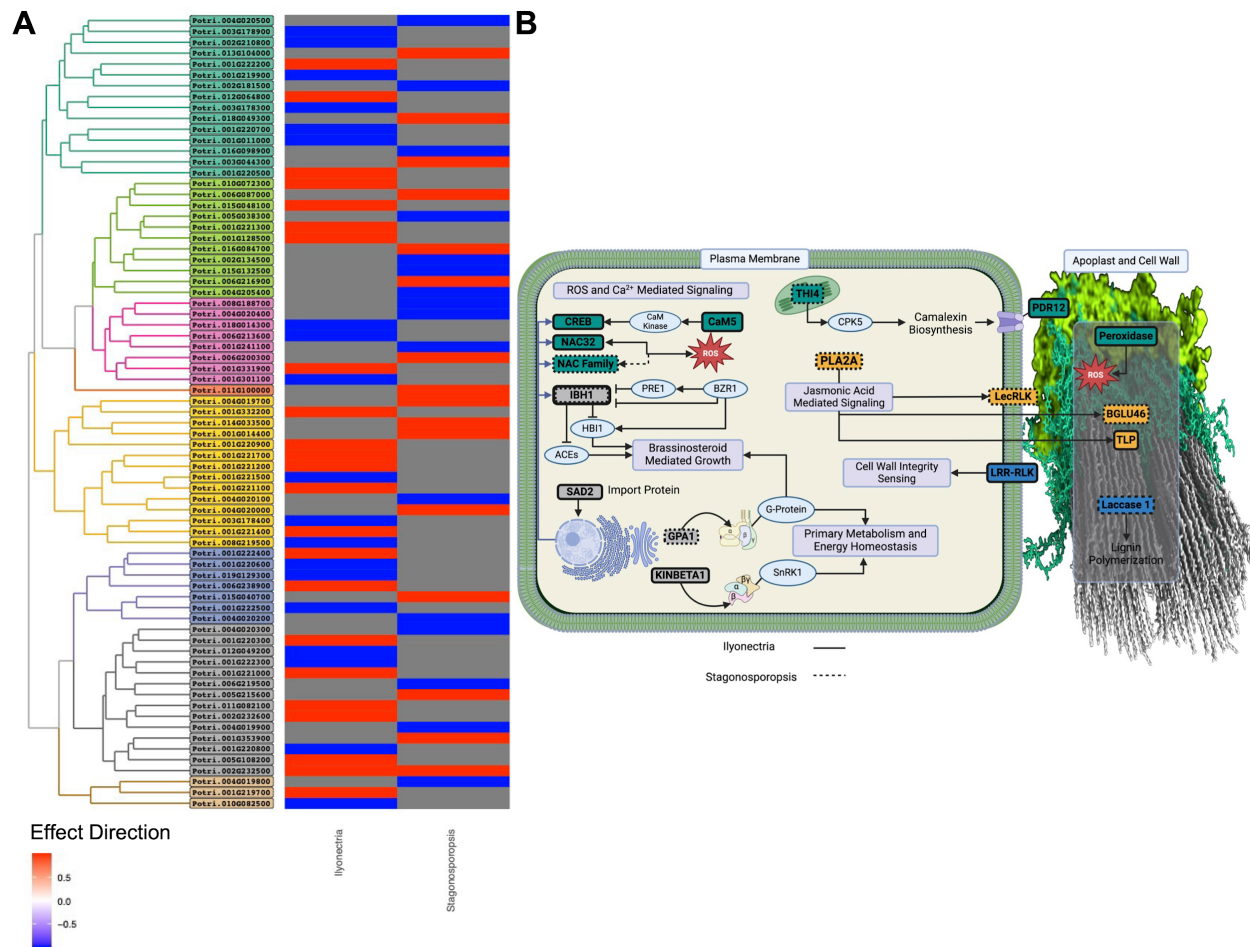 A
B
Potri.004G020500
Potri.003G178900
Potri.002G210800
Potri.013G104000
Potri.001G222200
Potri.001G219900
Potri.002G181500
Potri.012G064800
Potri.003G178300
Potri.018G049300
Potri.001G220700
Potri.001G011000
Potri.016G098900
Potri.003G044300
Potri.001G220500
Potri.010G072300
Potri.006G087000
Potri.015G048100
Potri.005G038300
Potri.001G221300
Potri.001G128500
Potri.016G084700
Potri.002G134500
Potri.015G132500
Potri.006G216900
Potri.004G205400
Potri.008G188700
Potri.004G020400
Potri.018G014300
Potri.006G213600
Potri.001G241100
Potri.006G200300
Potri.001G331900
Potri.001G301100
Potri.011G100000
Potri.004G019700
Potri.001G332200
Potri.014G033500
Potri.001G014400
Potri.001G220900
Potri.001G221700
Potri.001G221200
Potri.001G221500
Potri.001G221100
Potri.004G020100
Potri.004G020000
Potri.003G178400
Potri.001G221400
Potri.008G219500
Potri.001G222400
Potri.001G220600
Potri.019G129300
Potri.006G238900
Potri.015G040700
Potri.001G222500
Potri.004G020200
Potri.004G020300
Potri.001G220300
Potri.012G049200
Potri.001G222300
Potri.001G221000
Potri.006G219500
Potri.005G215600
Potri.011G082100
Potri.002G232600
Potri.004G019900
Potri.001G353900
Potri.001G220800
Potri.005G108200
Potri.002G232500
Potri.004G019800
Potri.001G219700
Potri.010G082500
Ilyonectria
Stagonosporopsis
Effect Direction
0.5
0.0
−0.5
Plasma Membrane
Apoplast and Cell Wall
ROS and Ca²⁺ Mediated Signaling
THI4
CREB
CaM
Kinase
CaM5
CPK5
Camalexin
Biosynthesis
PDR12
NAC32
ROS
NAC Family
Peroxidase
ROS
PLA2A
IBH1
PRE1
BZR1
Jasmonic Acid
Mediated Signaling
LecRLK
BGLU46
HBI1
TLP
ACEs
Brassinosteroid
Mediated Growth
Cell Wall Integrity
Sensing
LRR-RLK
SAD2
Import Protein
Laccase 1
G-Protein
GPA1
α
β
γ
Primary Metabolism and
Energy Homeostasis
Lignin
Polymerization
KINBETA1
SnRK1
βγ
α
β
Ilyonectria
Stagonosporopsis